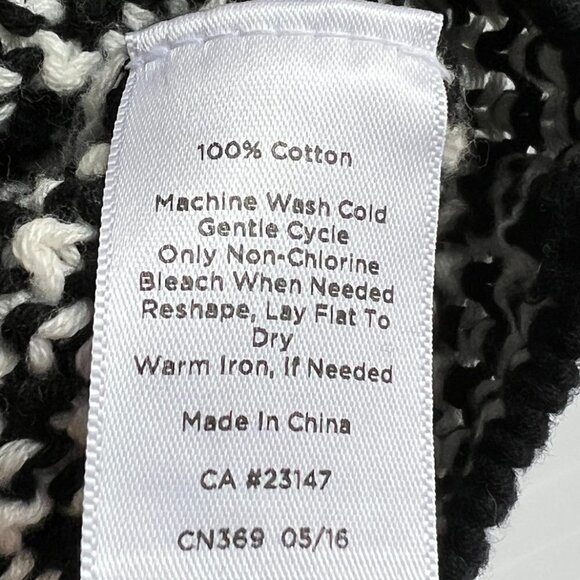 100% Cotton
Machine Wash Cold
Gentle Cycle
Only Non-Chlorine
Bleach When Needed
Reshape, Lay Flat To
Dry
Warm Iron, If Needed
Made In China
CA #23147
CN369 05/16